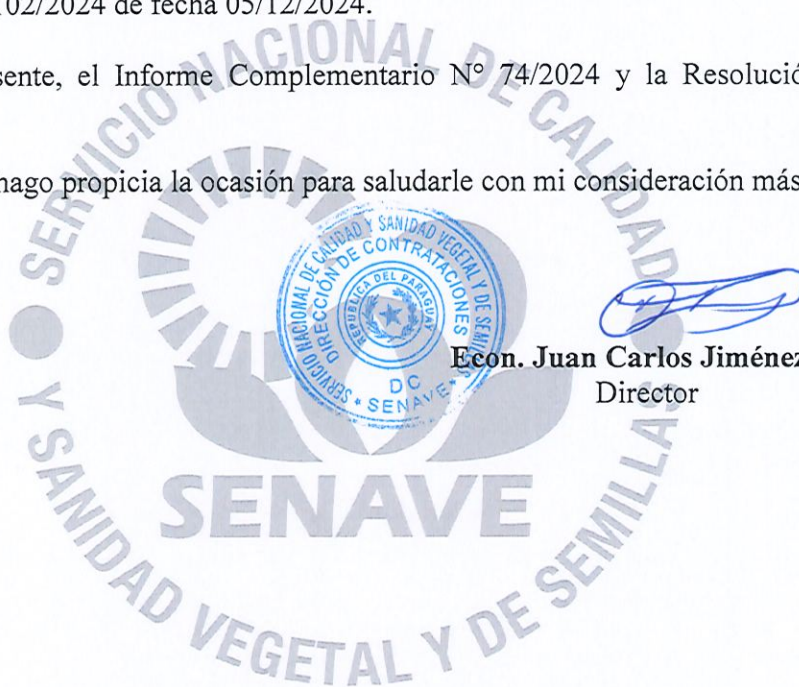 02/2024 de fecha 05/12/2024.
sente, el Informe Complementario N° 74/2024 y la Resolució
hago propicia la ocasión para saludarle con mi consideración más
SERVICIO NACIONAL DE CALIDAD
Y SANIDAD VEGETAL Y DE SEMILLAS
SENAVE
SERVICIO NACIONAL DE CALIDAD Y SANIDAD VEGETAL Y DE SEMILLAS
DIRECCIÓN DE CONTRATACIONES
REPUBLICA DEL PARAGUAY
DC
* SENAVE *
Econ. Juan Carlos Jiménez
Director